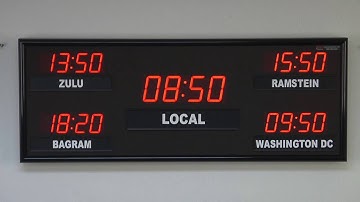 13:50
ZULU
15:50
RAMSTEIN
08:50
LOCAL
18:20
BAGRAM
09:50
WASHINGTON DC